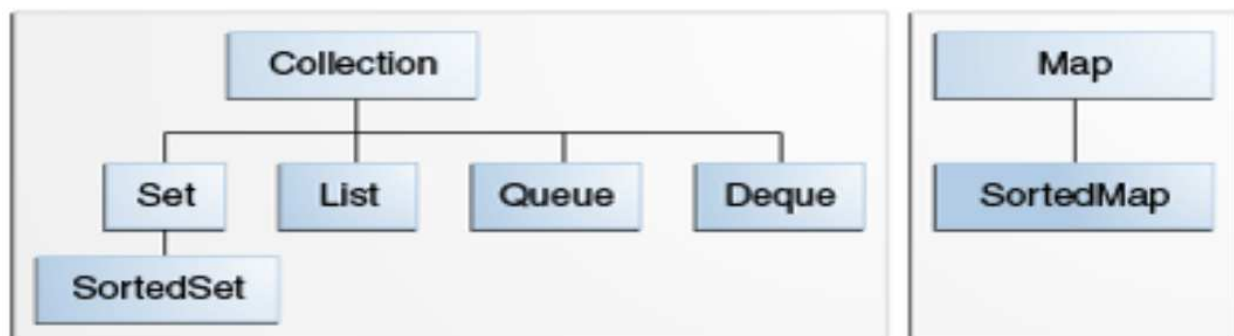 Collection
Map
Set
List
Queue
Deque
SortedMap
SortedSet